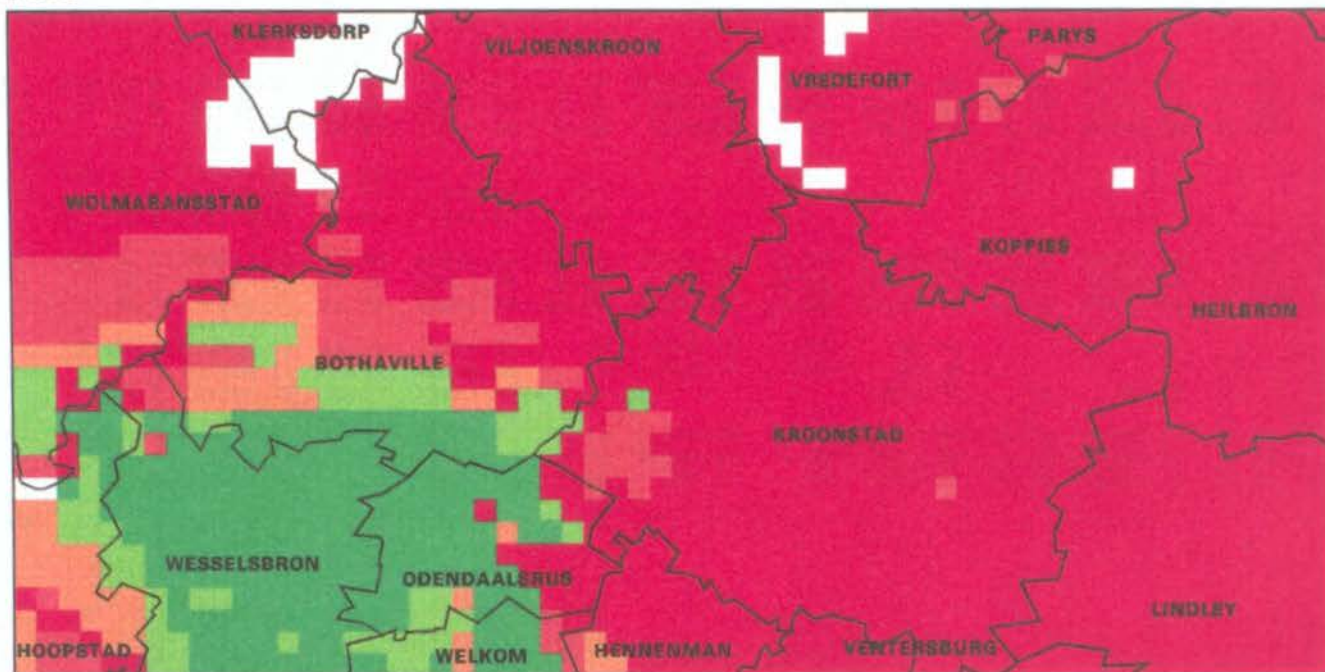 KLERKSDORP
VILJOENSKROON
PARYS
VREDEFORT
WOLMARANSSTAD
KOPPIES
HEILBRON
BOTHAVILLE
KROONSTAD
WESSELSBRON
ODENDAALSRUS
LINDLEY
HOOPSTAD
WELKOM
HENNENMAN
VENTERSBURG